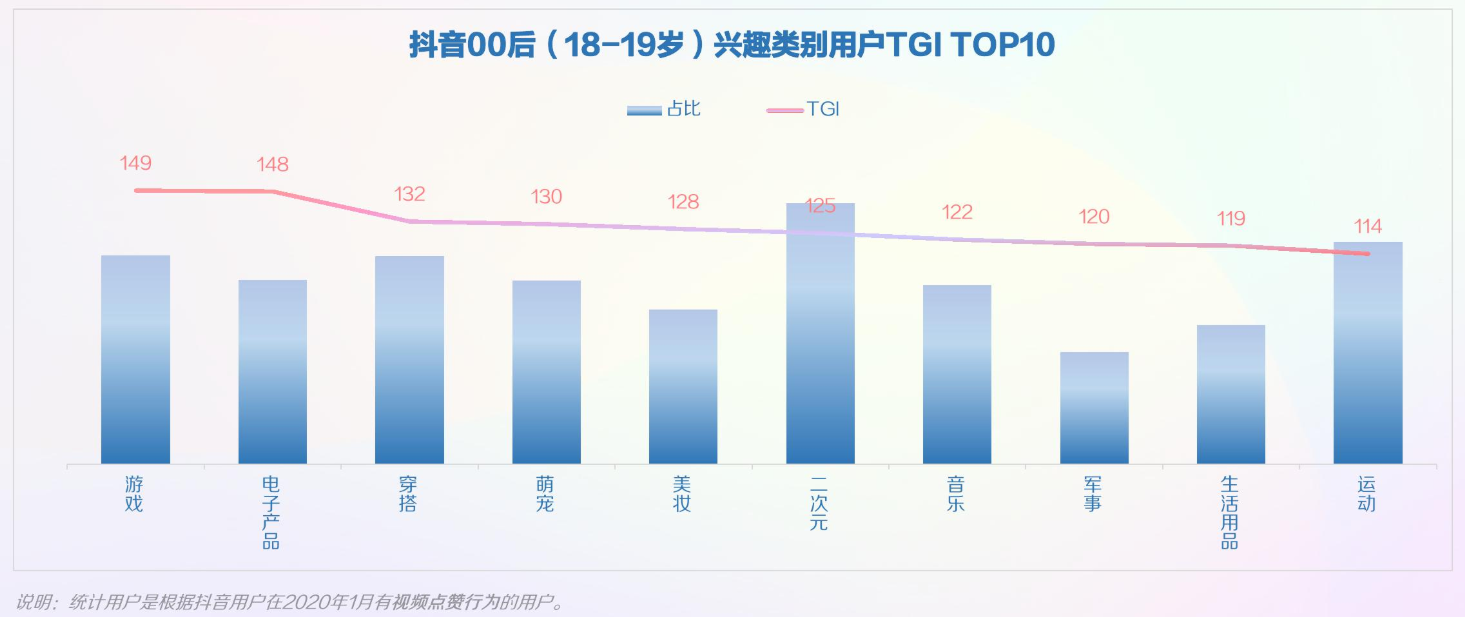 抖音00后（18-19岁）兴趣类别用户TGI TOP10
占比 TGI
149 148 132 130 128 125 122 120 119 114
游戏 电子产品 穿搭 萌宠 美妆 二次元 音乐 军事 生活用品 运动
说明：统计用户是根据抖音用户在2020年1月有视频点赞行为的用户。